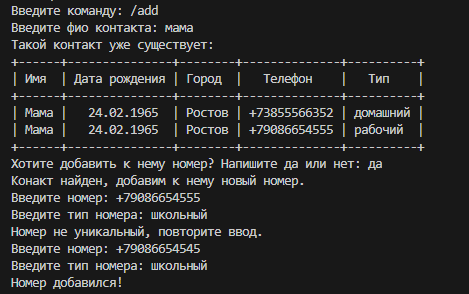 Введите команду: /add
Введите фио контакта: мама
Такой контакт уже существует:
+------+---------------+--------+--------------+----------+
| Имя | Дата рождения | Город | Телефон | Тип |
+------+---------------+--------+--------------+----------+
| Мама | 24.02.1965 | Ростов | +73855566352 | домашний |
| Мама | 24.02.1965 | Ростов | +79086654555 | рабочий |
+------+---------------+--------+--------------+----------+
Хотите добавить к нему номер? Напишите да или нет: да
Конакт найден, добавим к нему новый номер.
Введите номер: +79086654555
Введите тип номера: школьный
Номер не уникальный, повторите ввод.
Введите номер: +79086654545
Введите тип номера: школьный
Номер добавился!